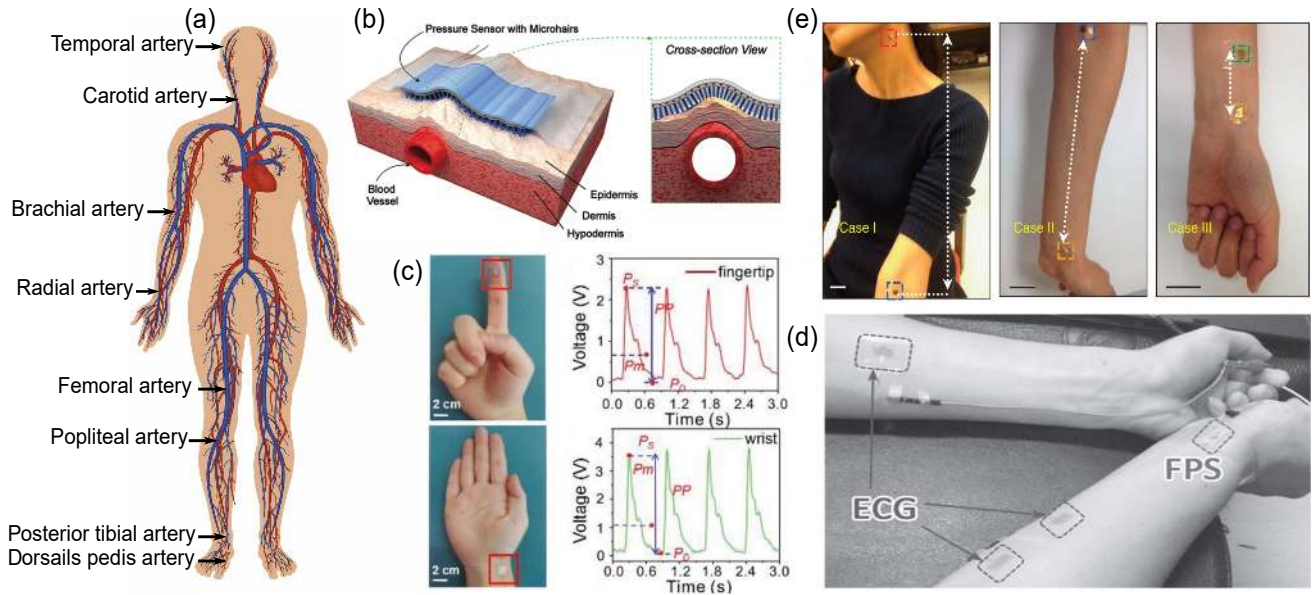 (a)
Temporal artery
Carotid artery
Brachial artery
Radial artery
Femoral artery
Popliteal artery
Posterior tibial artery
Dorsails pedis artery
(b)
Pressure Sensor with Microhairs
Cross-section View
Blood
Vessel
Epidermis
Dermis
Hypodermis
(c)
2 cm
Voltage (V)
3
2
1
0
fingertip
Ps
PP
Pm
PD
0.0 0.6 1.2 1.8 2.4 3.0
Time (s)
2 cm
Voltage (V)
5
4
3
2
1
0
wrist
Ps
Pm
PP
PD
0.0 0.6 1.2 1.8 2.4 3.0
Time (s)
(e)
Case I
Case II
Case III
(d)
FPS
ECG